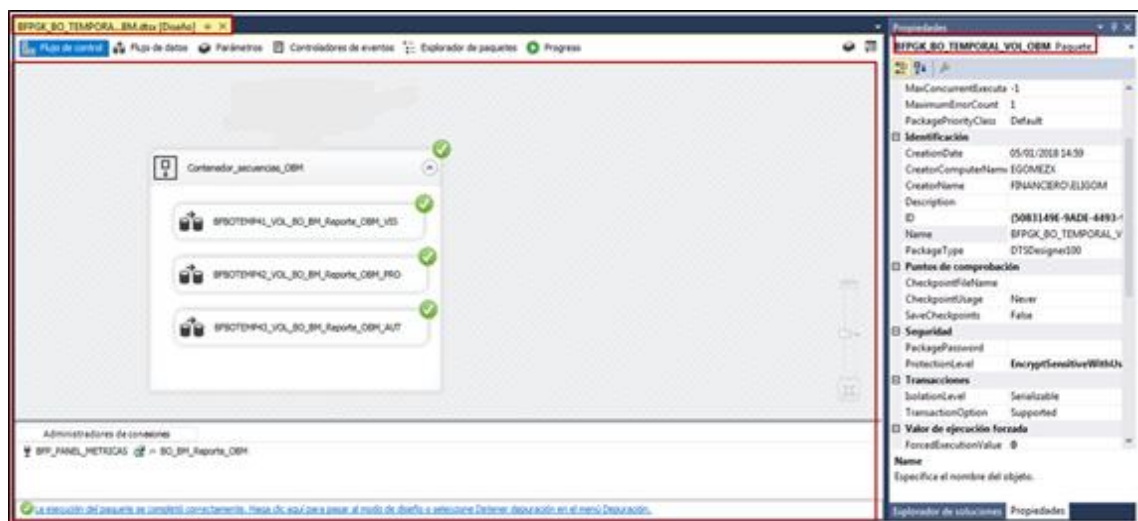 BFPGK_BO_TEMPORA...BM.dtsx [Diseño]
Flujo de control Flujo de datos Parámetros Controladores de eventos Explorador de paquetes Progreso
Contenedor_secuencias_OBM
BFBOTEMP41_VOL_BO_BM_Reporte_OBM_VIS
BFBOTEMP42_VOL_BO_BM_Reporte_OBM_PRO
BFBOTEMP43_VOL_BO_BM_Reporte_OBM_AUT
Administradores de conexiones
BFP_PANEL_METRICAS BO_BM_Reporte_OBM
La ejecución del paquete se completó correctamente. Haga clic aquí para pasar al modo de diseño o seleccione Detener depuración en el menú Depuración.
Propiedades
BFPGK_BO_TEMPORAL_VOL_OBM Paquete
MaxConcurrentExecuta -1
MaximumErrorCount 1
PackagePriorityClass Default
Identificación
CreationDate 05/01/2018 14:59
CreatorComputerName EGOMEZX
CreatorName FINANCIERO\ELIGOM
Description
ID
Name BFPGK_BO_TEMPORAL_V
PackageType DTSDesigner100
Puntos de comprobación
CheckpointFileName
CheckpointUsage Never
SaveCheckpoints False
Seguridad
PackagePassword
ProtectionLevel EncryptSensitiveWithUs
Transacciones
IsolationLevel Serializable
TransactionOption Supported
Valor de ejecución forzada
ForcedExecutionValue 0
Name
Especifica el nombre del objeto.
Explorador de soluciones Propiedades